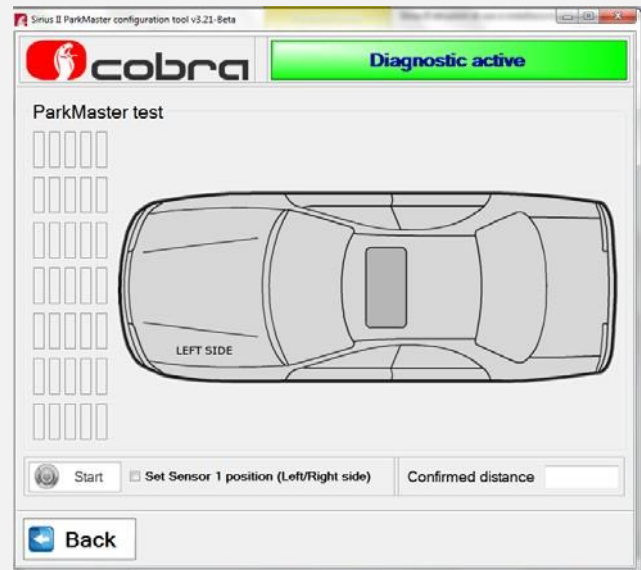 Sirius II ParkMaster configuration tool v3.21-Beta
cobra
Diagnostic active
ParkMaster test
LEFT SIDE
Start
Set Sensor 1 position (Left/Right side)
Confirmed distance
Back